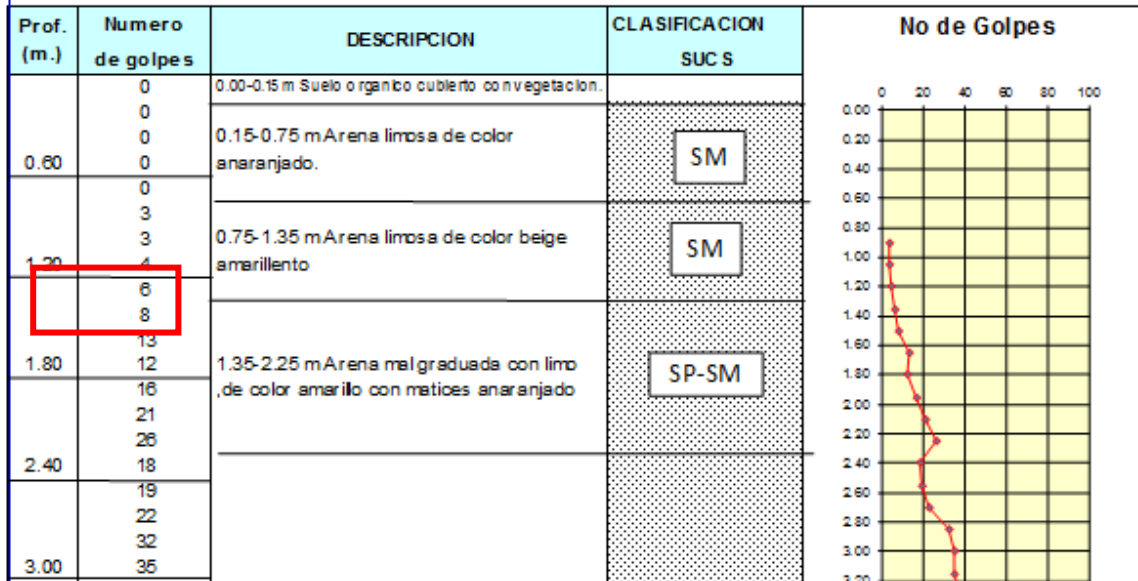 Prof. (m.)
Numero de golpes
DESCRIPCION
CLASIFICACION SUCS
No de Golpes
0 0.00-0.15 m Suelo organico cubierto con vegetacion.
0
0 0.15-0.75 m Arena limosa de color
0.60 0 anaranjado. SM
0
3
3 0.75-1.35 m Arena limosa de color beige
1.20 4 amarillento SM
6
8
13
1.80 12 1.35-2.25 m Arena mal graduada con limo
16 ,de color amarillo con matices anaranjado SP-SM
21
26
2.40 18
19
22
32
3.00 35
0 20 40 60 80 100
0.00
0.20
0.40
0.60
0.80
1.00
1.20
1.40
1.60
1.80
2.00
2.20
2.40
2.60
2.80
3.00
3.20